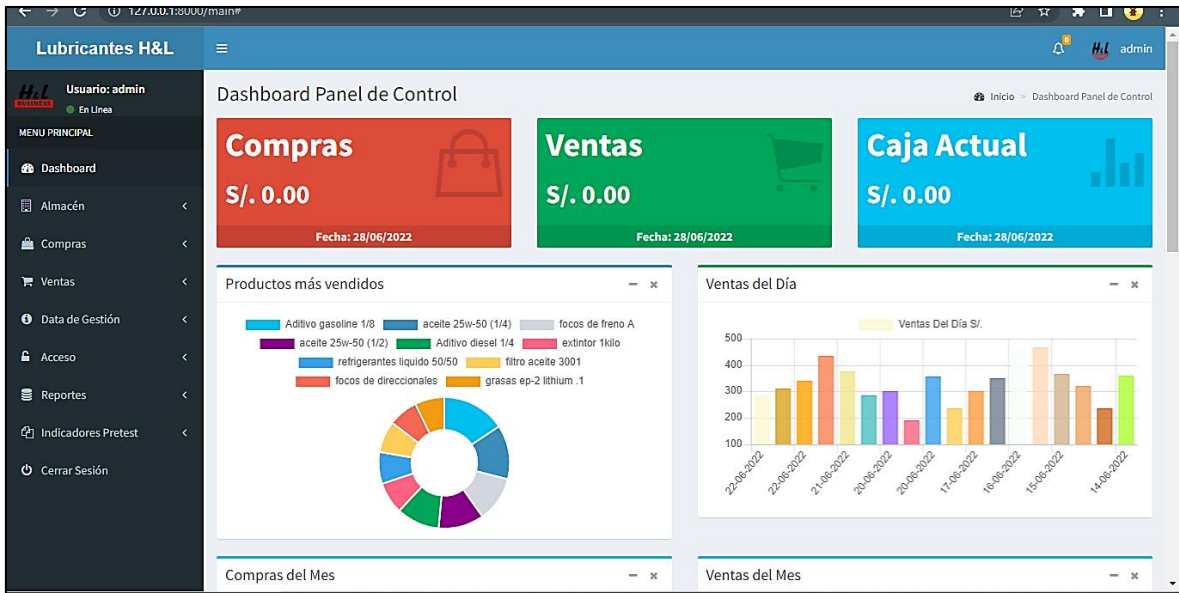 127.0.0.1:8000/main#
Lubricantes H&L
0
H&L admin
H&L BUSINESS
Usuario: admin
En Línea
MENU PRINCIPAL
Dashboard
Almacén
Compras
Ventas
Data de Gestión
Acceso
Reportes
Indicadores Pretest
Cerrar Sesión
Dashboard Panel de Control
Inicio > Dashboard Panel de Control
Compras
S/. 0.00
Fecha: 28/06/2022
Ventas
S/. 0.00
Fecha: 28/06/2022
Caja Actual
S/. 0.00
Fecha: 28/06/2022
Productos más vendidos
Aditivo gasoline 1/8 aceite 25w-50 (1/4) focos de freno A
aceite 25w-50 (1/2) Aditivo diesel 1/4 extintor 1kilo
refrigerantes liquido 50/50 filtro aceite 3001
focos de direccionales grasas ep-2 lithium .1
Ventas del Día
Ventas Del Día S/.
500
400
300
200
100
22-06-2022
22-06-2022
21-06-2022
20-06-2022
20-06-2022
17-06-2022
16-06-2022
15-06-2022
14-06-2022
Compras del Mes
Ventas del Mes